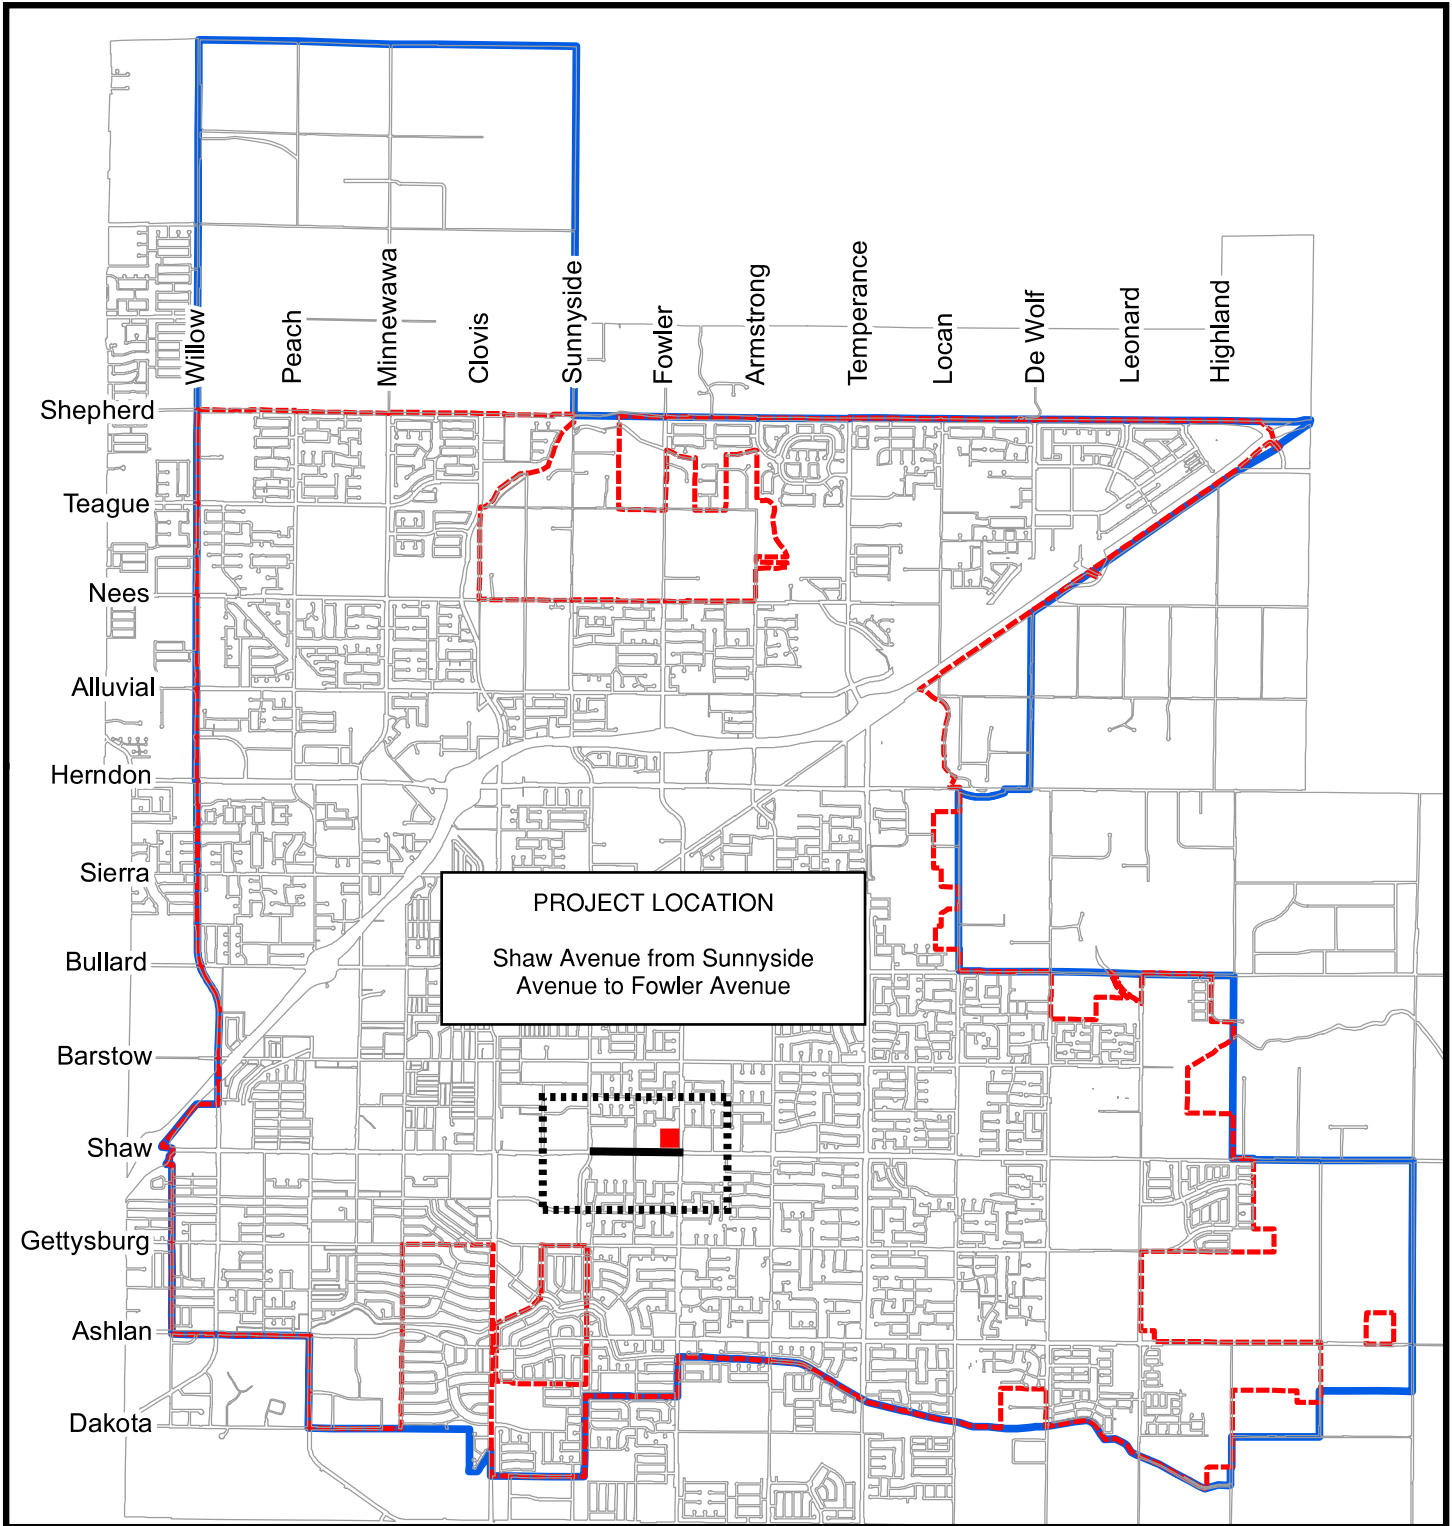 Willow
Peach
Minnewawa
Clovis
Sunnyside
Fowler
Armstrong
Temperance
Locan
De Wolf
Leonard
Highland
Shepherd
Teague
Nees
Alluvial
Herndon
Sierra
Bullard
Barstow
Shaw
Gettysburg
Ashlan
Dakota
PROJECT LOCATION
Shaw Avenue from Sunnyside
Avenue to Fowler Avenue